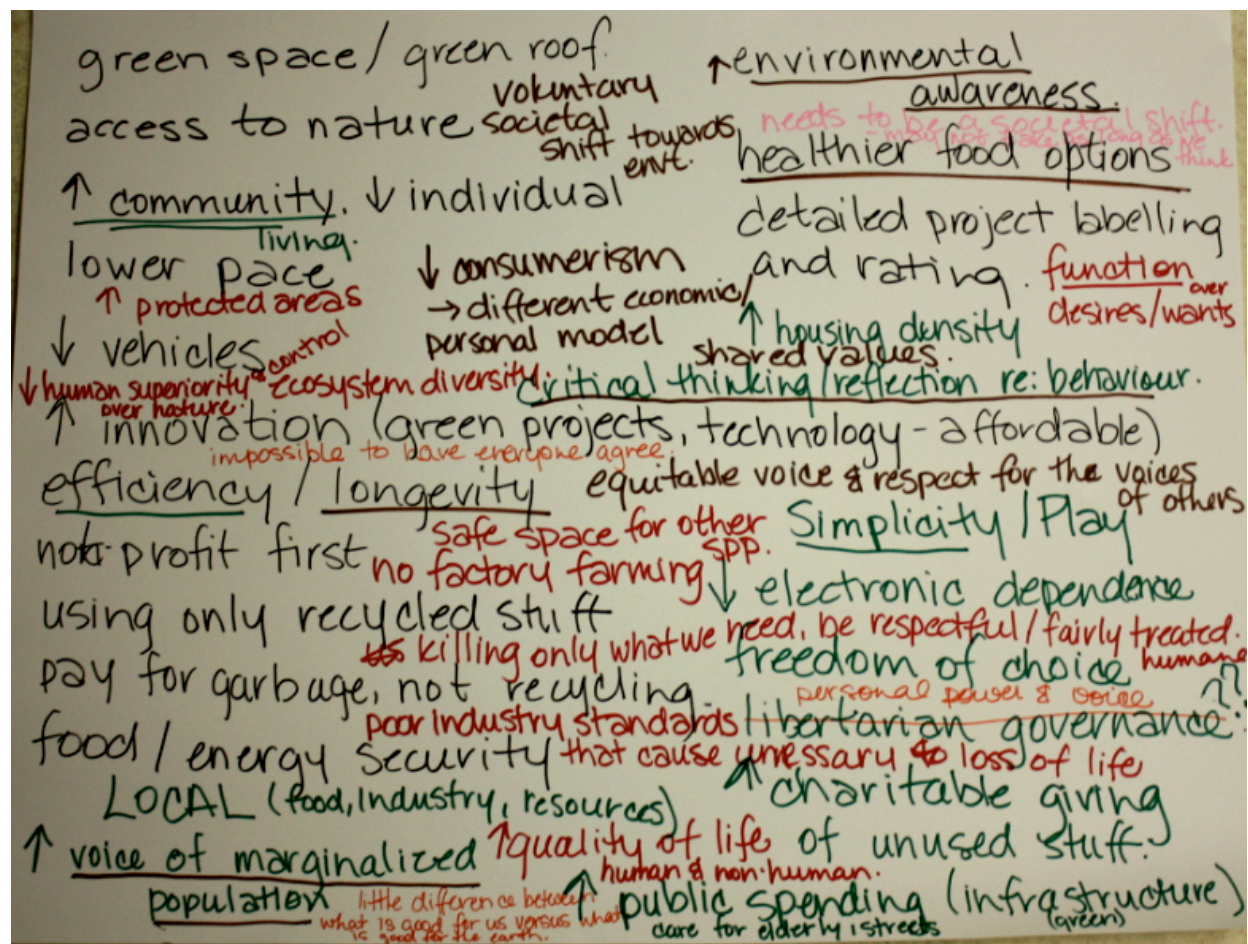 green space / green roof.
access to nature
voluntary
societal
shift towards
envt.
↑ environmental
awareness.
needs to be a societal shift.
- may not take as long as we
think
healthier food options
↑ community. ↓ individual
living.
detailed project labelling
and rating.
function over
desires/wants
lower pace
↑ protected areas
↓ consumerism
→ different economic/
personal model
↑ housing density
shared values.
↓ vehicles
↓ human superiority & control
over nature.
ecosystem diversity.
critical thinking/reflection re: behaviour.
↑ innovation (green projects, technology - affordable)
impossible to have everyone agree.
efficiency / longevity
equitable voice & respect for the voices
of others
not profit first
safe space for other
spp.
Simplicity / Play
no factory farming
↓ electronic dependence
using only recycled stuff
killing only what we need, be respectful/fairly treated.
humane
freedom of choice
pay for garbage, not recycling.
personal power & voice
libertarian governance ??
poor industry standards
that cause unessary loss of life
food / energy security
LOCAL (food, industry, resources)
↑ charitable giving
of unused stuff.
↑ voice of marginalized
population
↑ quality of life
human & non-human.
little difference between
what is good for us versus what
is good for the earth.
↑ public spending (infrastructure)
(green)
care for elderly, streets